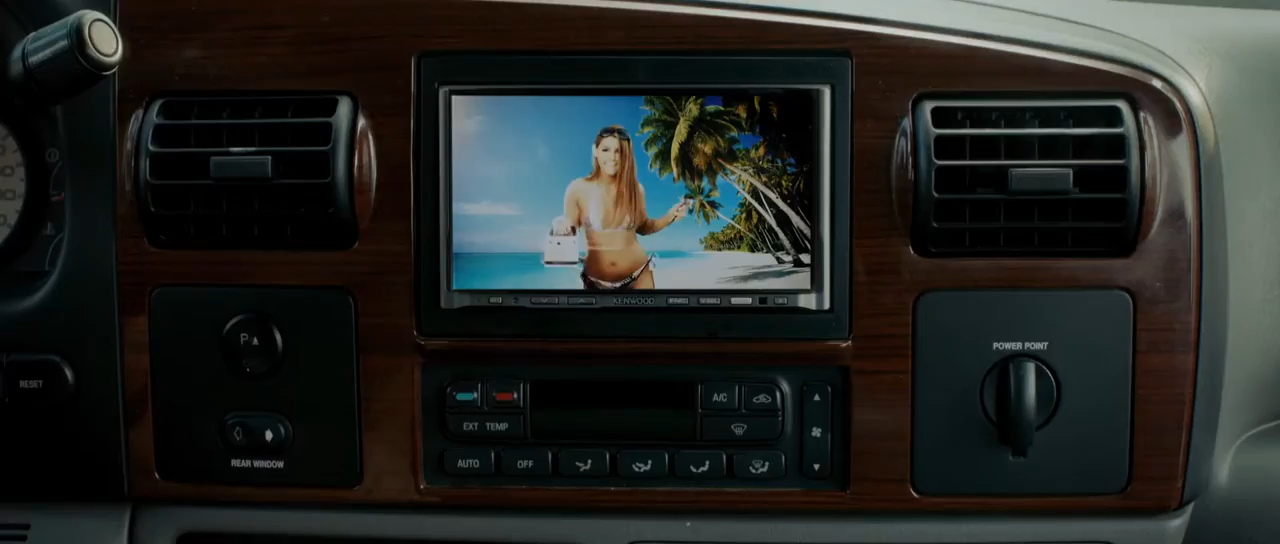 KENWOOD
RESET
P
REAR WINDOW
A/C
EXT TEMP
AUTO
OFF
POWER POINT